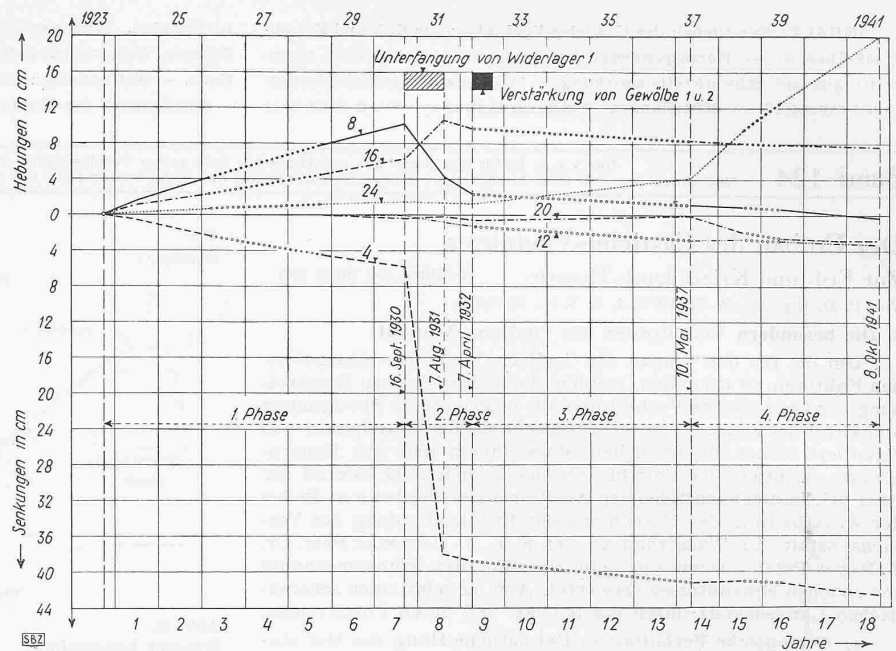 1923 25 27 29 31 33 35 37 39 1941
20
16
12
8
4
0
4
8
12
16
20
24
28
32
36
40
44
Hebungen in cm
Senkungen in cm
Unterfangung von Widerlager 1
Verstärkung von Gewölbe 1 u. 2
8
16
24
20
12
4
16. Sept. 1930
7. Aug. 1931
7. April 1932
10. Mai 1937
8. Okt. 1941
1. Phase 2. Phase 3. Phase 4. Phase
1 2 3 4 5 6 7 8 9 10 11 12 13 14 15 16 17 18
Jahre
SBZ